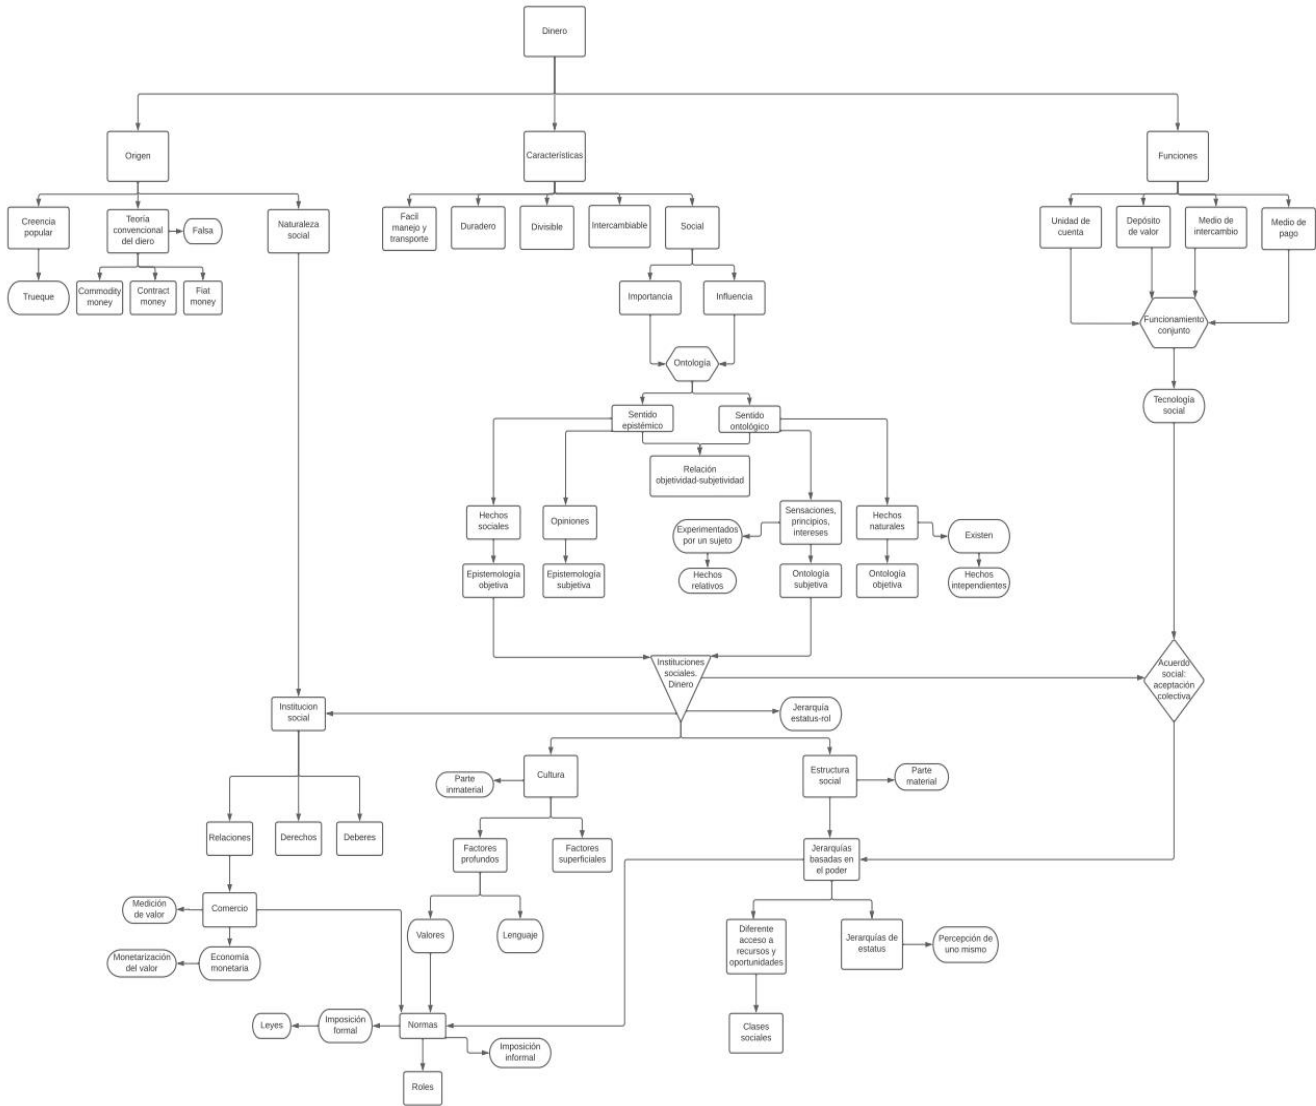 Dinero
Origen
Características
Funciones
Creencia
popular
Teoría
convencional
del diero
Falsa
Naturaleza
social
Facil
manejo y
transporte
Duradero
Divisible
Intercambiable
Social
Unidad de
cuenta
Depósito
de valor
Medio de
intercambio
Medio de
pago
Trueque
Commodity
money
Contract
money
Fiat
money
Importancia
Influencia
Funcionamiento
conjunto
Ontología
Tecnología
social
Sentido
epistémico
Sentido
ontológico
Relación
objetividad-subjetividad
Hechos
sociales
Opiniones
Experimentados
por un sujeto
Sensaciones,
principios,
intereses
Hechos
naturales
Existen
Epistemología
objetiva
Epistemología
subjetiva
Hechos
relativos
Ontología
subjetiva
Ontología
objetiva
Hechos
intependientes
Instituciones
sociales.
Dinero
Acuerdo
social:
aceptación
colectiva
Institucion
social
Jerarquía
estatus-rol
Parte
inmaterial
Cultura
Estructura
social
Parte
material
Relaciones
Derechos
Deberes
Factores
profundos
Factores
superficiales
Jerarquías
basadas en
el poder
Medición
de valor
Comercio
Valores
Lenguaje
Diferente
acceso a
recursos y
oportunidades
Jerarquías de
estatus
Percepción de
uno mismo
Monetarización
del valor
Economía
monetaria
Leyes
Imposición
formal
Normas
Imposición
informal
Clases
sociales
Roles